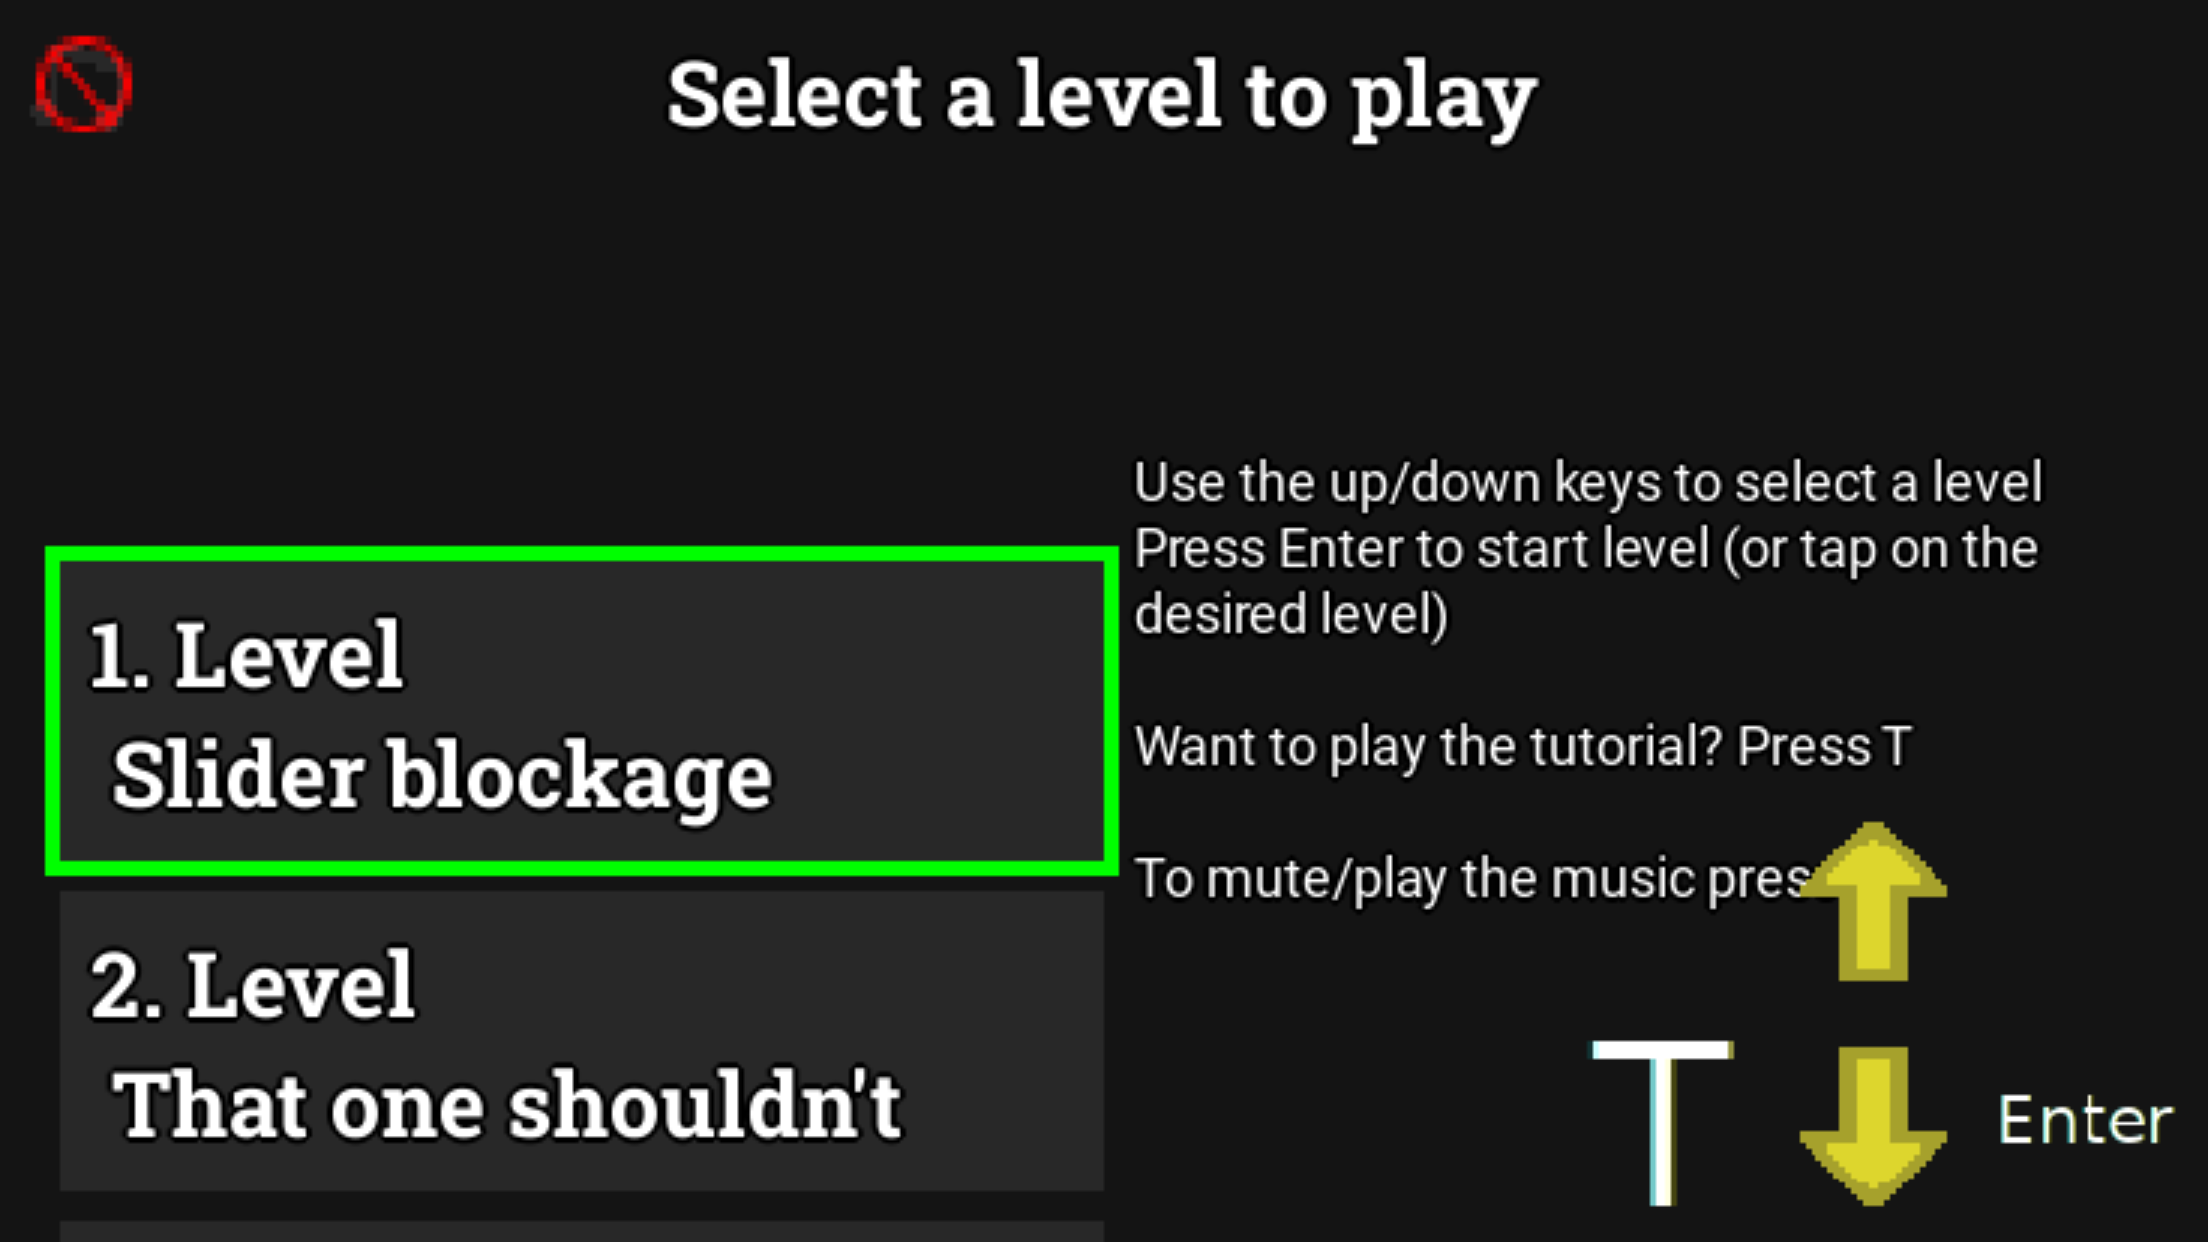 Select a level to play
Use the up/down keys to select a level
Press Enter to start level (or tap on the
desired level)
Want to play the tutorial? Press T
To mute/play the music
1. Level
Slider blockage
2. Level
That one shouldn't
T
Enter